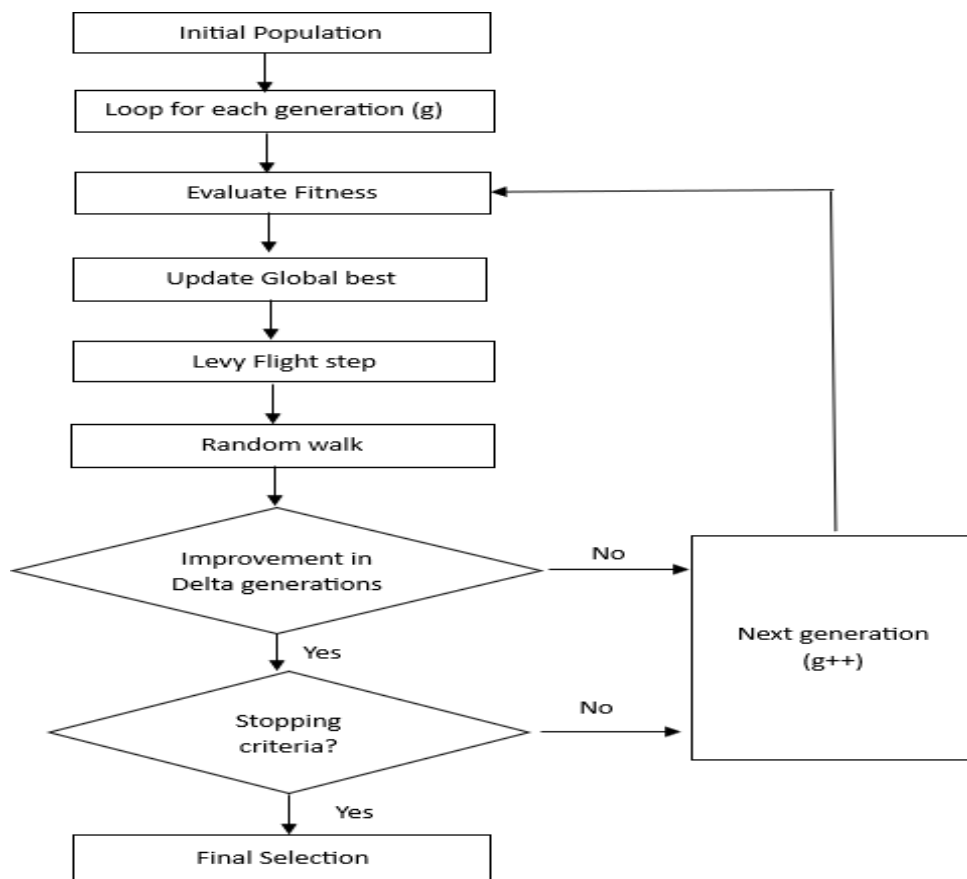 Initial Population
Loop for each generation (g)
Evaluate Fitness
Update Global best
Levy Flight step
Random walk
Improvement in
Delta generations
No
Next generation
(g++)
Yes
Stopping
criteria?
No
Yes
Final Selection